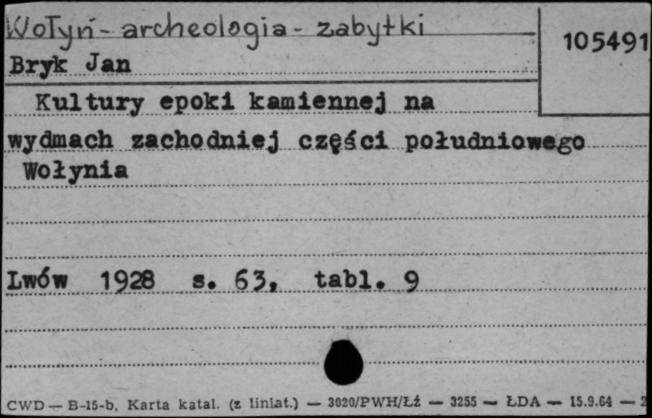 Wołyń - archeologia - zabytki
105491
Bryk Jan
Kultury epoki kamiennej na
wydmach zachodniej części południowego
Wołynia
Lwów 1928 s. 63, tabl. 9
CWD — B-15-b, Karta katal. (z liniat.) — 3020/PWH/Łź — 3255 — ŁDA — 15.9.64 —